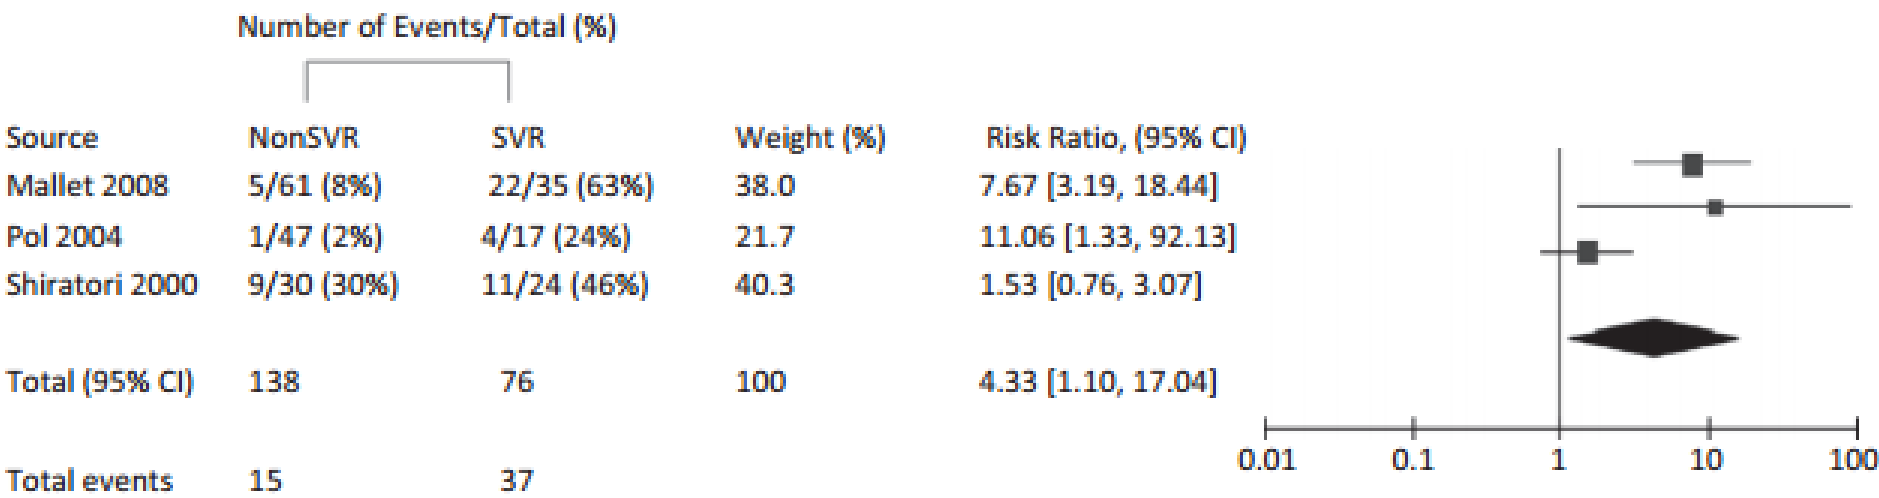 Number of Events/Total (%)
Source NonSVR SVR Weight (%) Risk Ratio, (95% CI)
Mallet 2008 5/61 (8%) 22/35 (63%) 38.0 7.67 [3.19, 18.44]
Pol 2004 1/47 (2%) 4/17 (24%) 21.7 11.06 [1.33, 92.13]
Shiratori 2000 9/30 (30%) 11/24 (46%) 40.3 1.53 [0.76, 3.07]
Total (95% CI) 138 76 100 4.33 [1.10, 17.04]
0.01 0.1 1 10 100
Total events 15 37